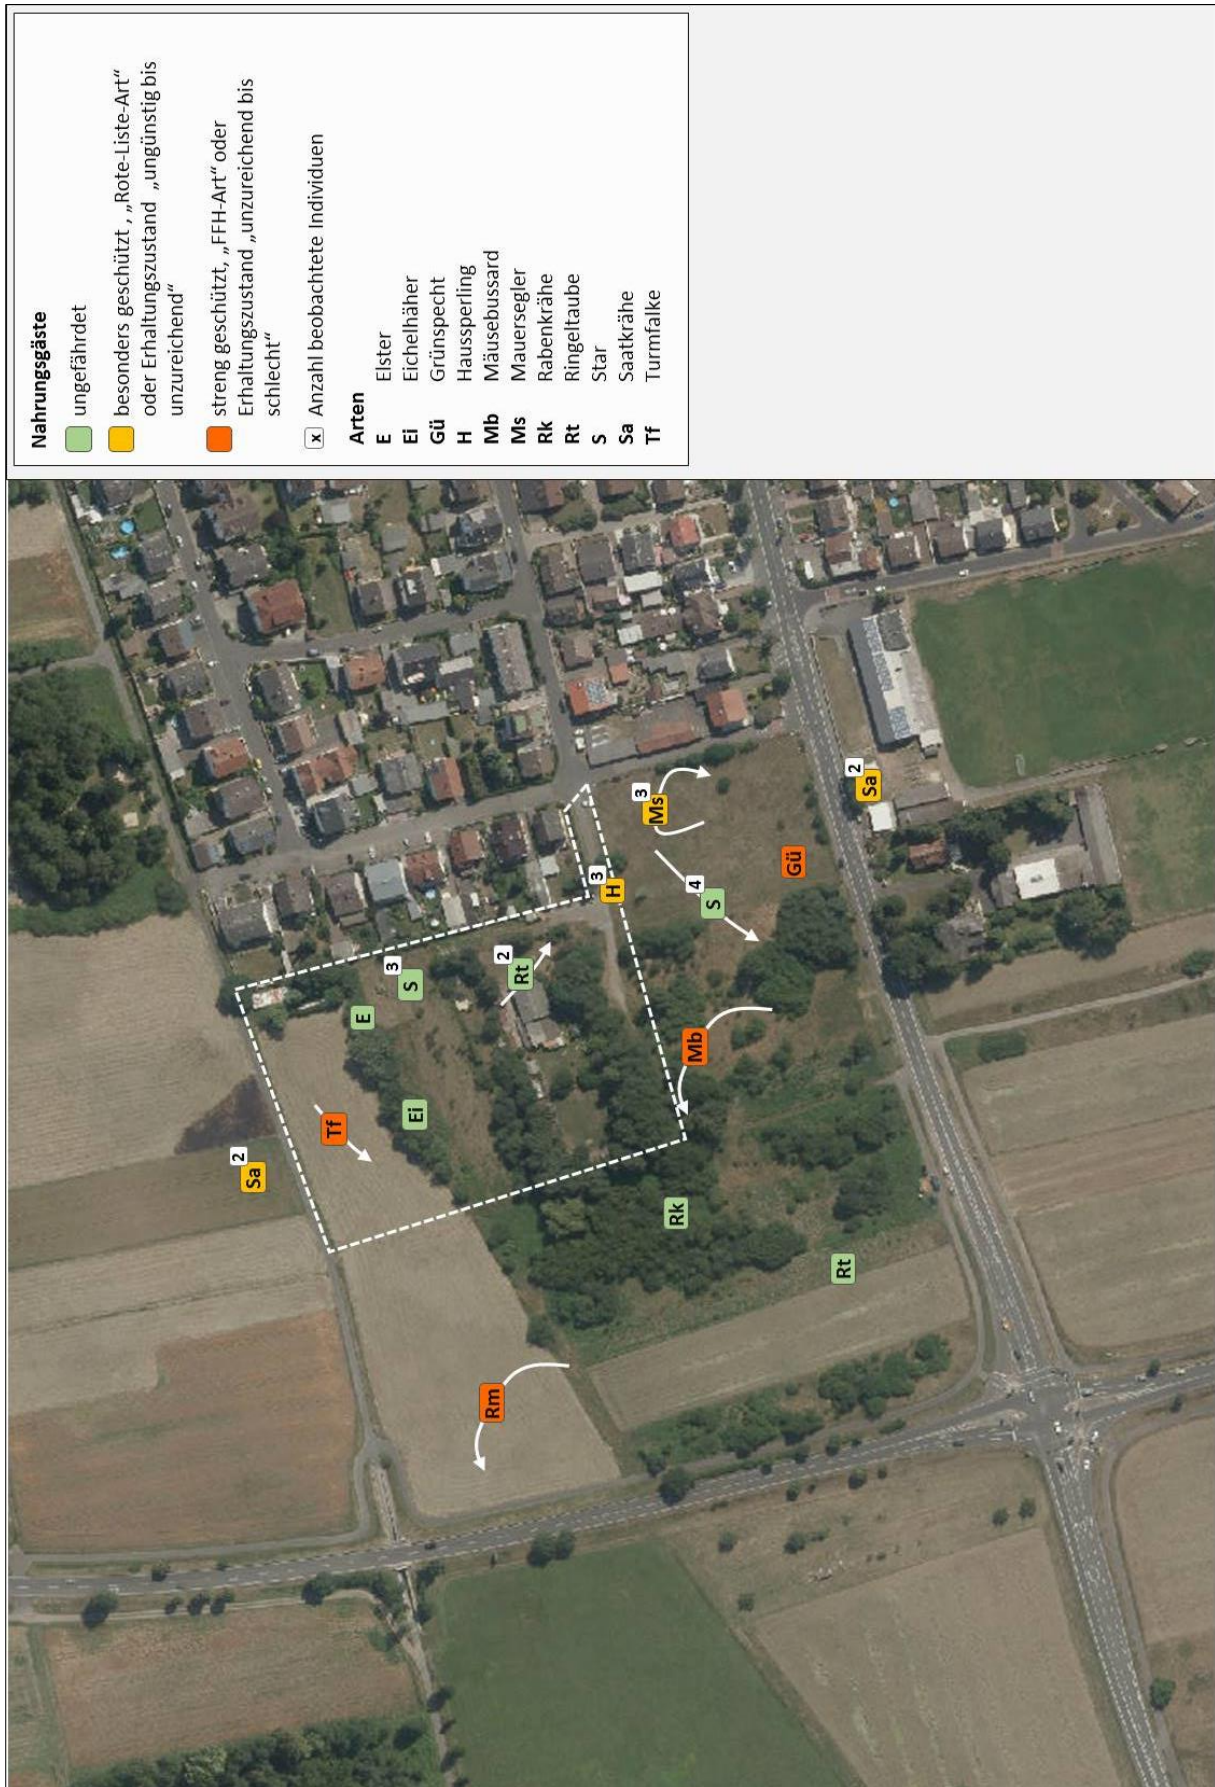 Nahrungsgäste
ungefährdet
besonders geschützt , „Rote-Liste-Art“
oder Erhaltungszustand „ungünstig bis
unzureichend“
streng geschützt, „FFH-Art“ oder
Erhaltungszustand „unzureichend bis
schlecht“
x Anzahl beobachtete Individuen
Arten
E Elster
Ei Eichelhäher
Gü Grünspecht
H Haussperling
Mb Mäusebussard
Ms Mauersegler
Rk Rabenkrähe
Rt Ringeltaube
S Star
Sa Saatkrähe
Tf Turmfalke
Sa 2
Tf
E
S 3
Ei
Rm
Rt 2
H 3
Ms 3
Rk
Mb
S 4
Gü
Rt
Sa 2